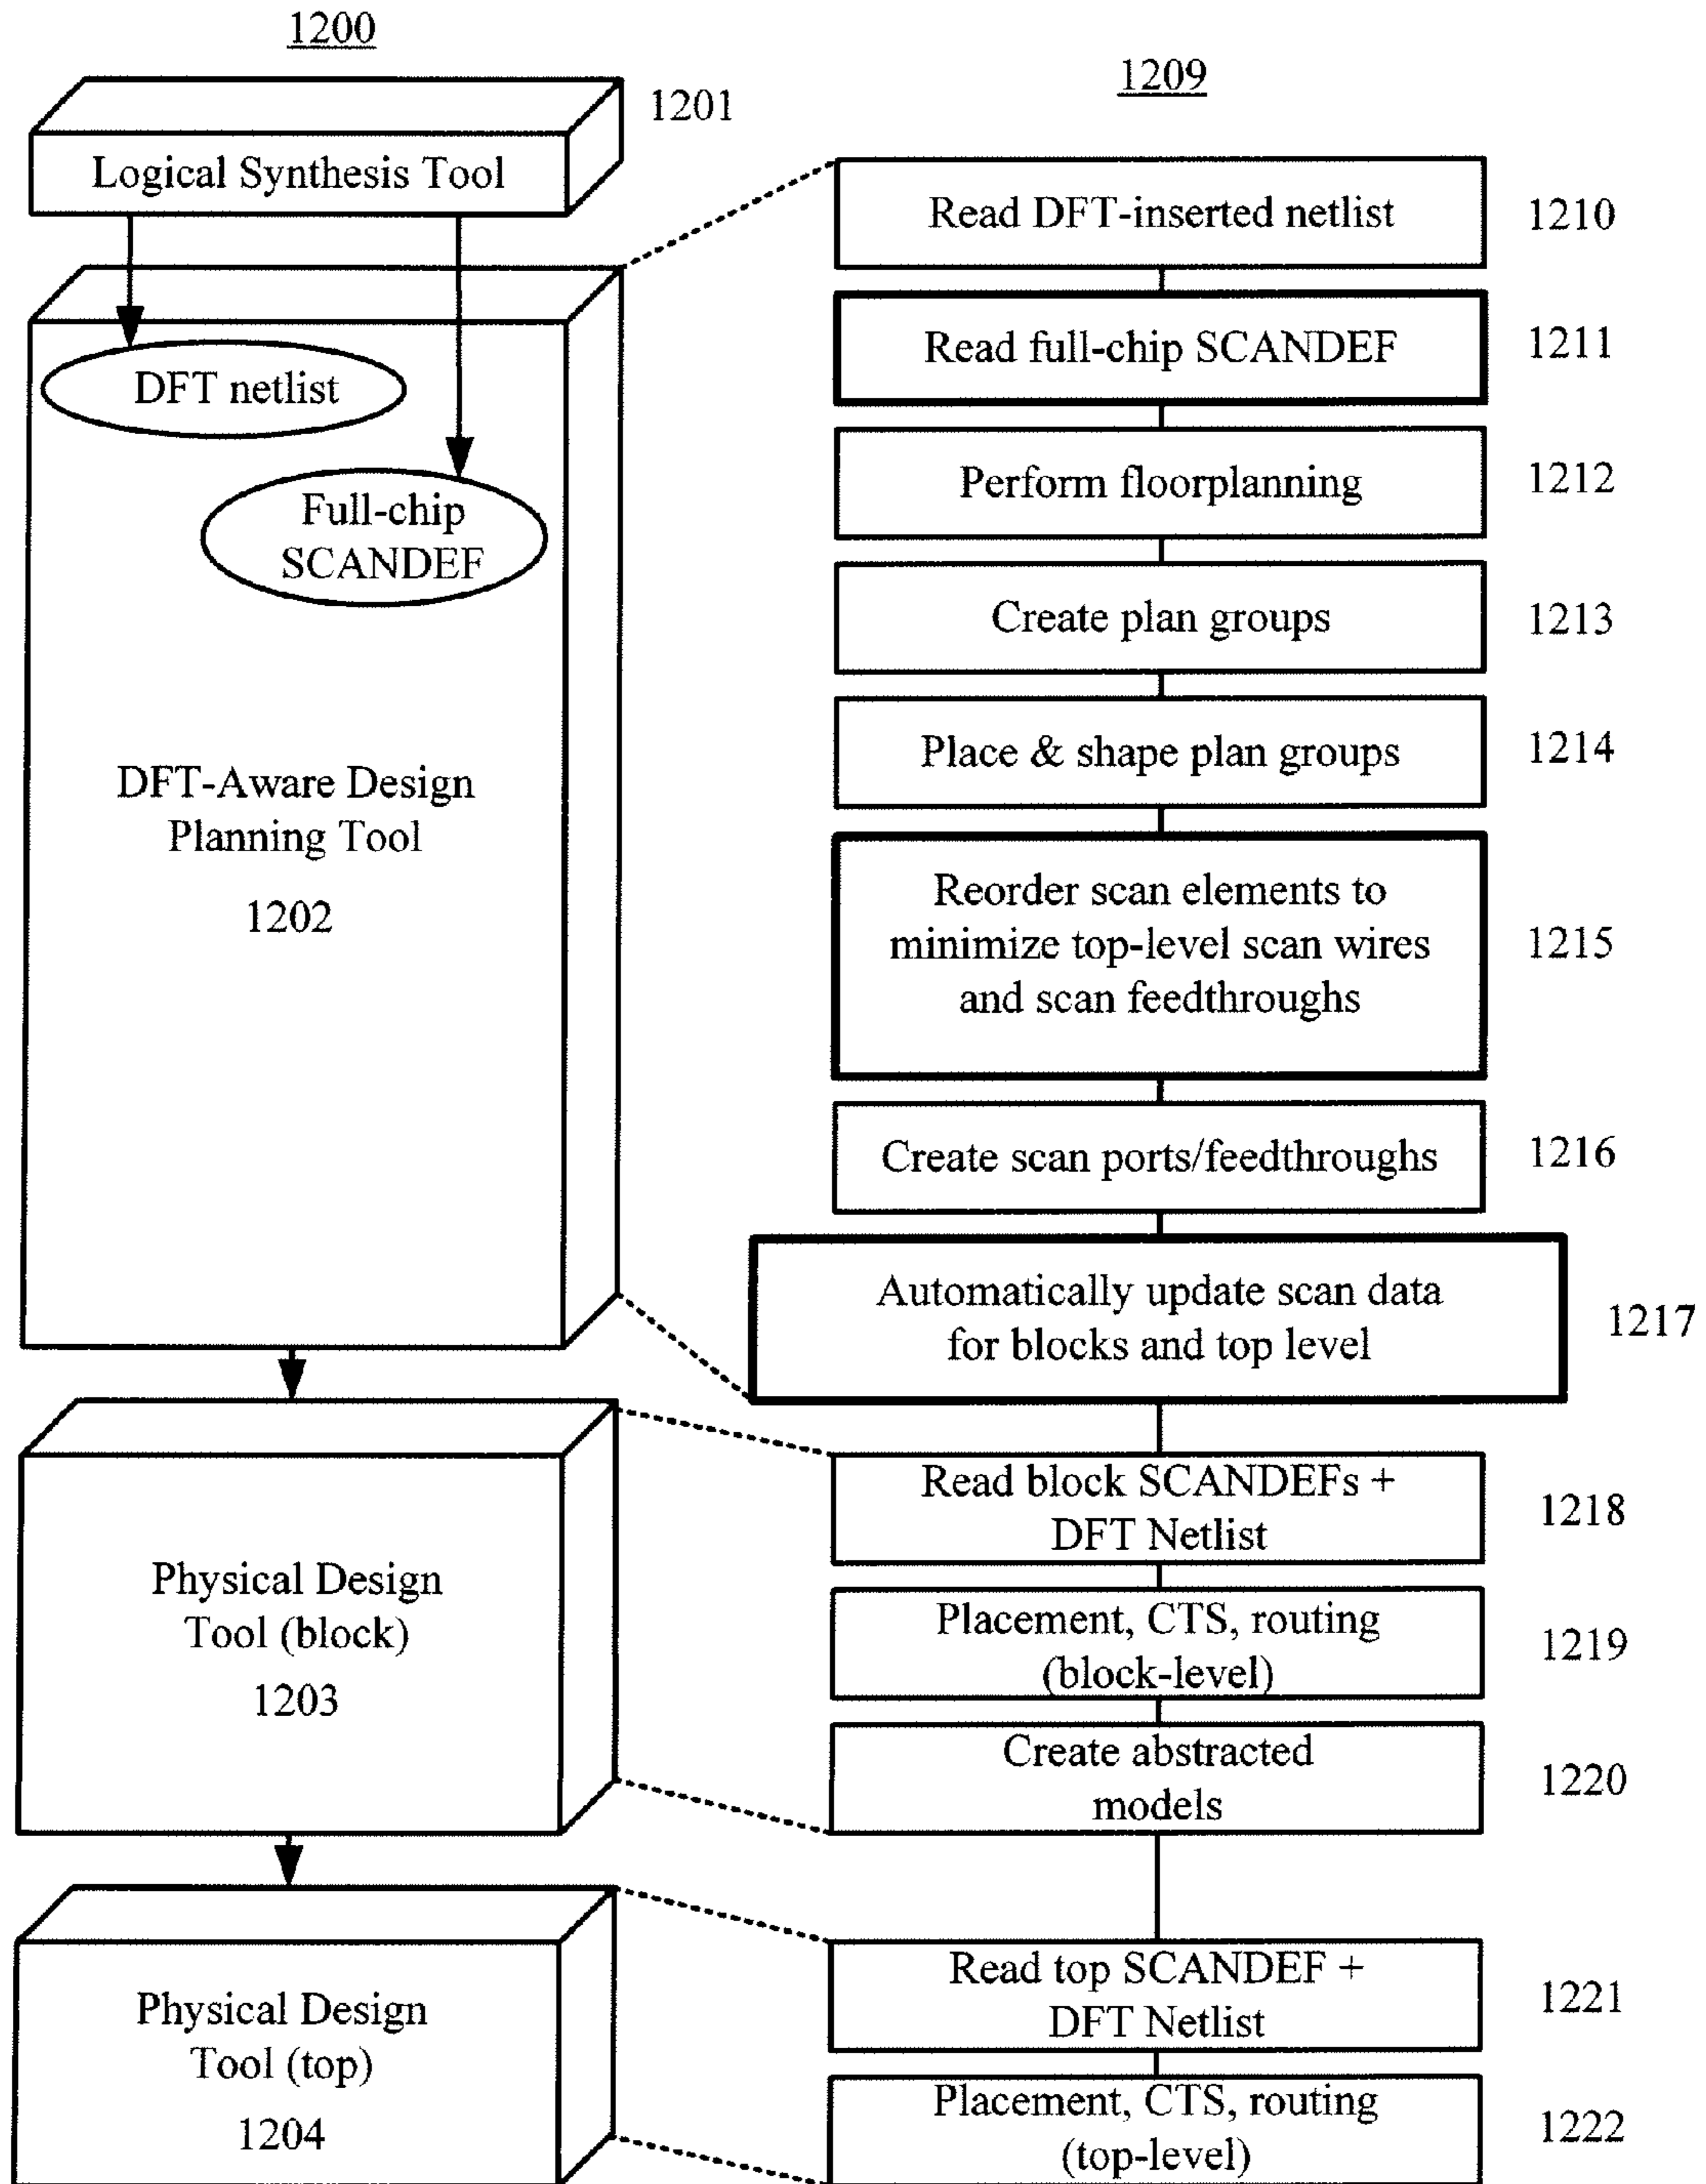 1200
1201
Logical Synthesis Tool
DFT netlist
Full-chip
SCANDEF
DFT-Aware Design
Planning Tool
1202
Physical Design
Tool (block)
1203
Physical Design
Tool (top)
1204
1209
Read DFT-inserted netlist
1210
Read full-chip SCANDEF
1211
Perform floorplanning
1212
Create plan groups
1213
Place & shape plan groups
1214
Reorder scan elements to
minimize top-level scan wires
and scan feedthroughs
1215
Create scan ports/feedthroughs
1216
Automatically update scan data
for blocks and top level
1217
Read block SCANDEFs +
DFT Netlist
1218
Placement, CTS, routing
(block-level)
1219
Create abstracted
models
1220
Read top SCANDEF +
DFT Netlist
1221
Placement, CTS, routing
(top-level)
1222